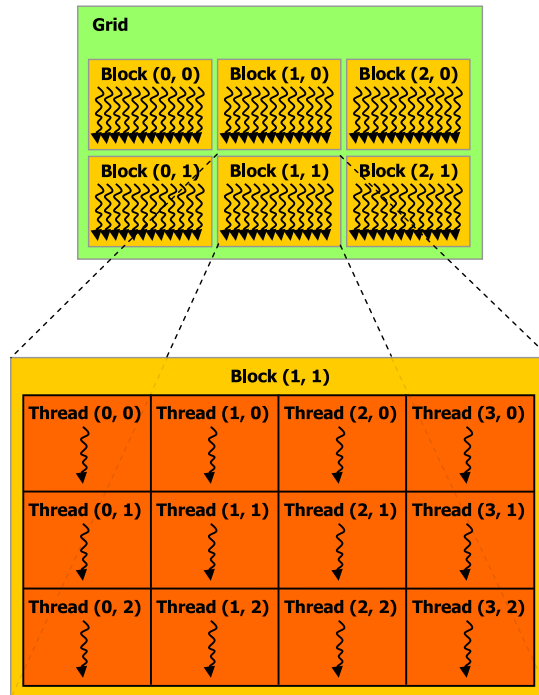 Grid
Block (0, 0) Block (1, 0) Block (2, 0)
Block (0, 1) Block (1, 1) Block (2, 1)
Block (1, 1)
Thread (0, 0) Thread (1, 0) Thread (2, 0) Thread (3, 0)
Thread (0, 1) Thread (1, 1) Thread (2, 1) Thread (3, 1)
Thread (0, 2) Thread (1, 2) Thread (2, 2) Thread (3, 2)